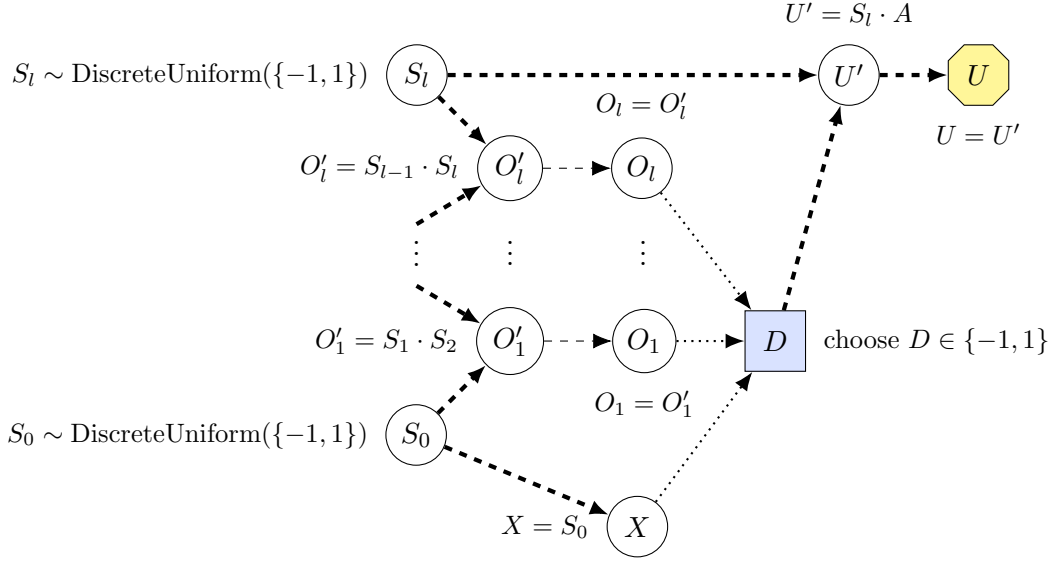 U′ = S_l · A
S_l ∼ DiscreteUniform({−1, 1})
S_l
U′
U
O_l = O′_l
U = U′
O′_l = S_{l−1} · S_l
O′_l
O_l
⋮ ⋮ ⋮
O′_1 = S_1 · S_2
O′_1
O_1
D
choose D ∈ {−1, 1}
O_1 = O′_1
S_0 ∼ DiscreteUniform({−1, 1})
S_0
X = S_0
X